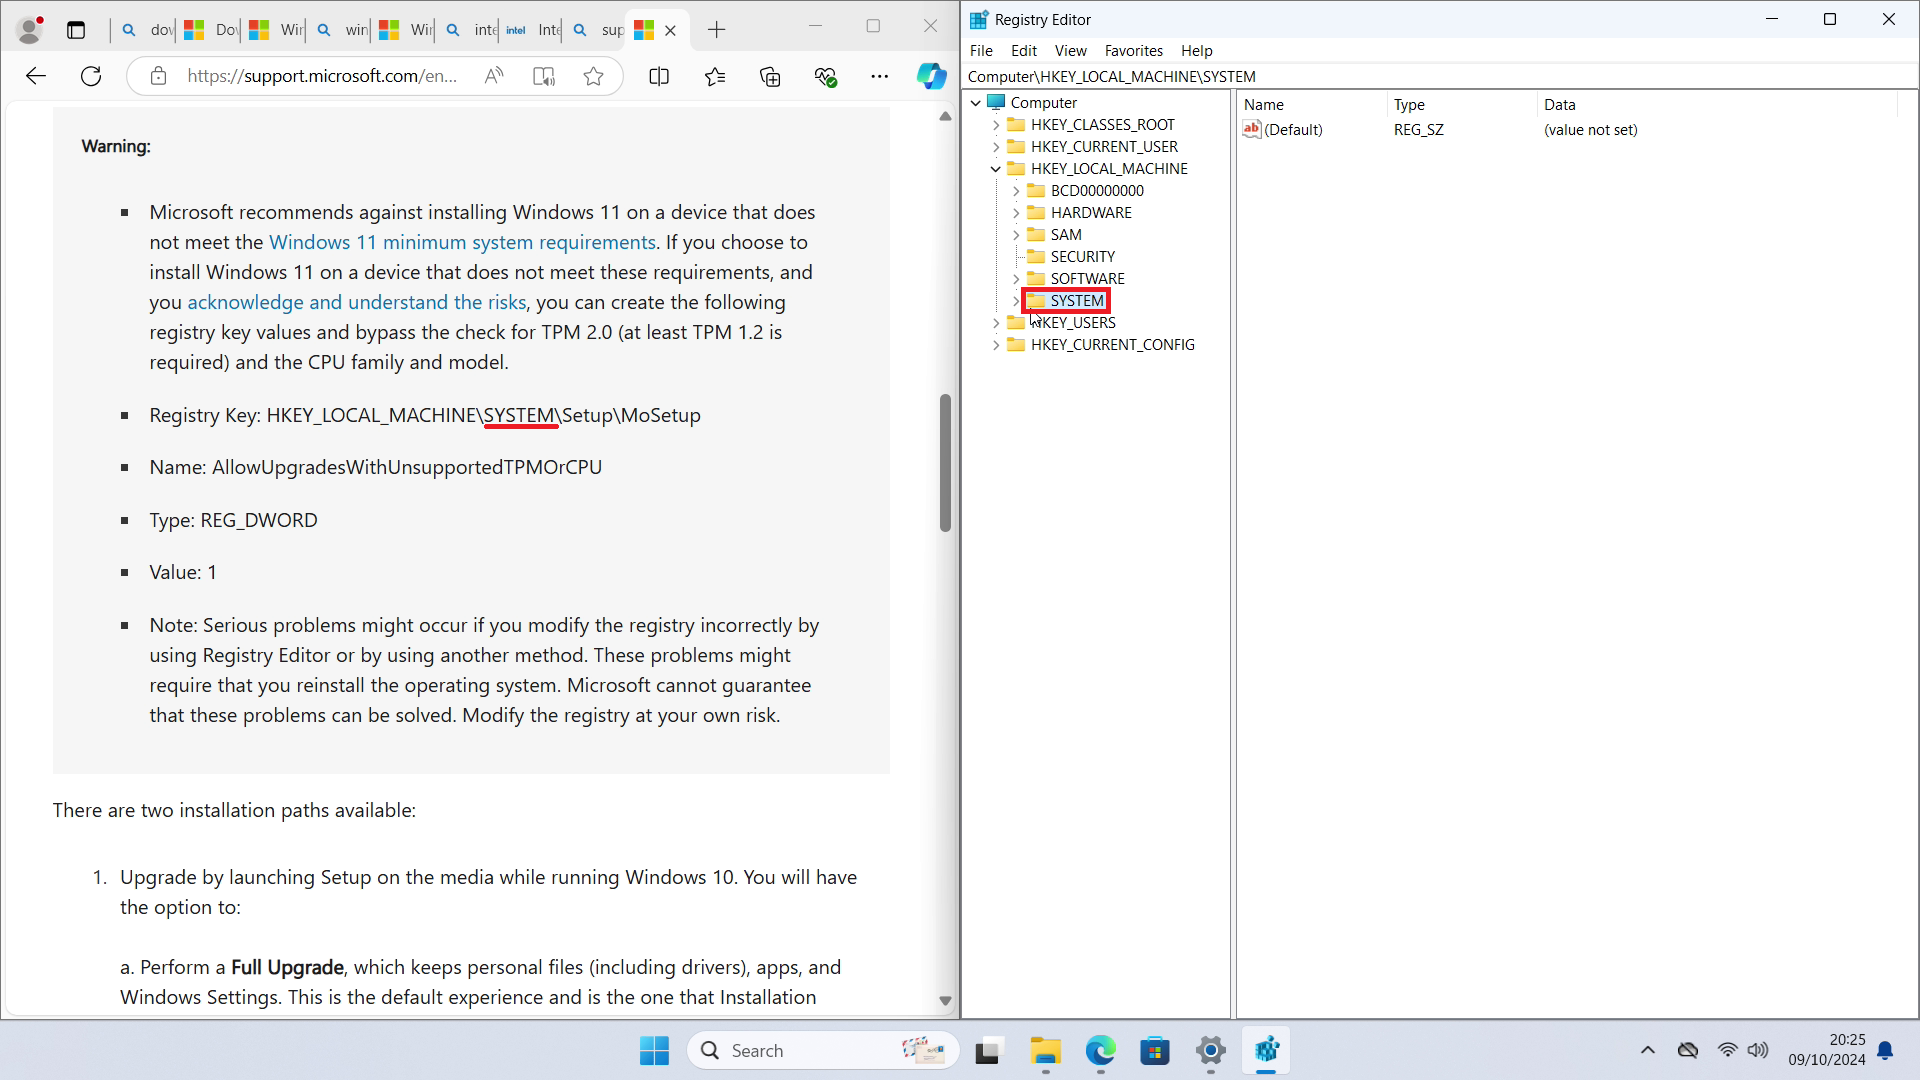 dov
Dov
Wir
win
Wir
inte
intel
Inte
sup
https://support.microsoft.com/en...
Warning:
Microsoft recommends against installing Windows 11 on a device that does
not meet the Windows 11 minimum system requirements. If you choose to
install Windows 11 on a device that does not meet these requirements, and
you acknowledge and understand the risks, you can create the following
registry key values and bypass the check for TPM 2.0 (at least TPM 1.2 is
required) and the CPU family and model.
Registry Key: HKEY_LOCAL_MACHINE\SYSTEM\Setup\MoSetup
Name: AllowUpgradesWithUnsupportedTPMOrCPU
Type: REG_DWORD
Value: 1
Note: Serious problems might occur if you modify the registry incorrectly by
using Registry Editor or by using another method. These problems might
require that you reinstall the operating system. Microsoft cannot guarantee
that these problems can be solved. Modify the registry at your own risk.
There are two installation paths available:
1. Upgrade by launching Setup on the media while running Windows 10. You will have
the option to:
a. Perform a Full Upgrade, which keeps personal files (including drivers), apps, and
Windows Settings. This is the default experience and is the one that Installation
Registry Editor
File Edit View Favorites Help
Computer\HKEY_LOCAL_MACHINE\SYSTEM
Computer
HKEY_CLASSES_ROOT
HKEY_CURRENT_USER
HKEY_LOCAL_MACHINE
BCD00000000
HARDWARE
SAM
SECURITY
SOFTWARE
SYSTEM
HKEY_USERS
HKEY_CURRENT_CONFIG
Name Type Data
ab (Default) REG_SZ (value not set)
Search
20:25
09/10/2024